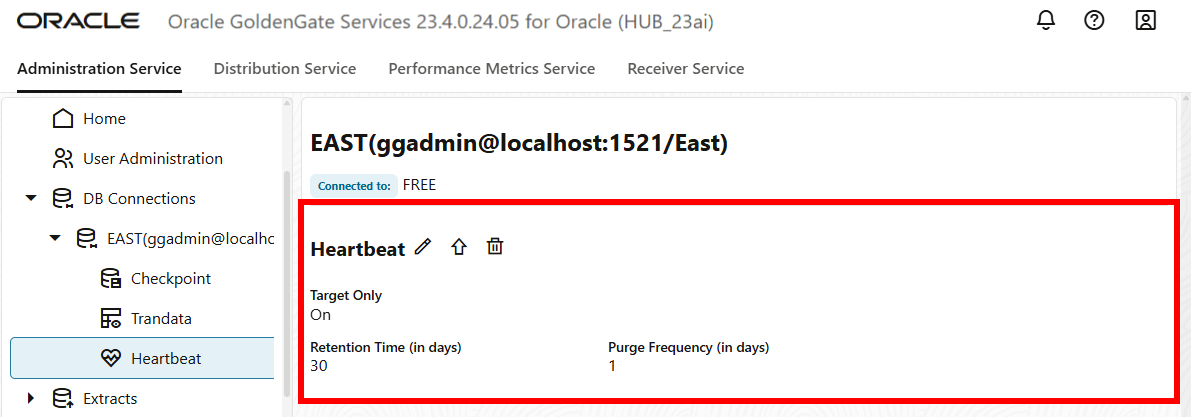 ORACLE Oracle GoldenGate Services 23.4.0.24.05 for Oracle (HUB_23ai)
Administration Service Distribution Service Performance Metrics Service Receiver Service
Home
User Administration
DB Connections
EAST(ggadmin@localhc
Checkpoint
Trandata
Heartbeat
Extracts
EAST(ggadmin@localhost:1521/East)
Connected to: FREE
Heartbeat
Target Only
On
Retention Time (in days) Purge Frequency (in days)
30 1